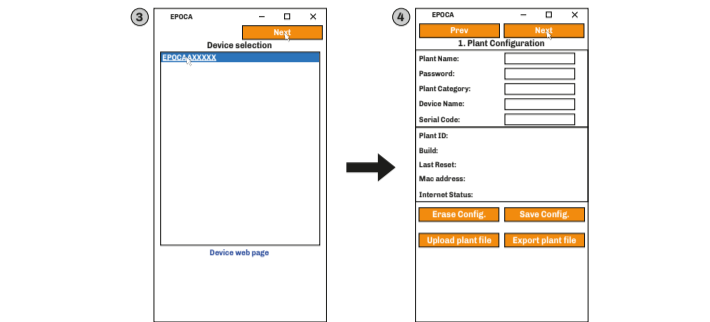 3
EPOCA
Next
Device selection
EPOCAAXXXXX
Device web page
4
EPOCA
Prev
Next
1. Plant Configuration
Plant Name:
Password:
Plant Category:
Device Name:
Serial Code:
Plant ID:
Build:
Last Reset:
Mac address:
Internet Status:
Erase Config.
Save Config.
Upload plant file
Export plant file